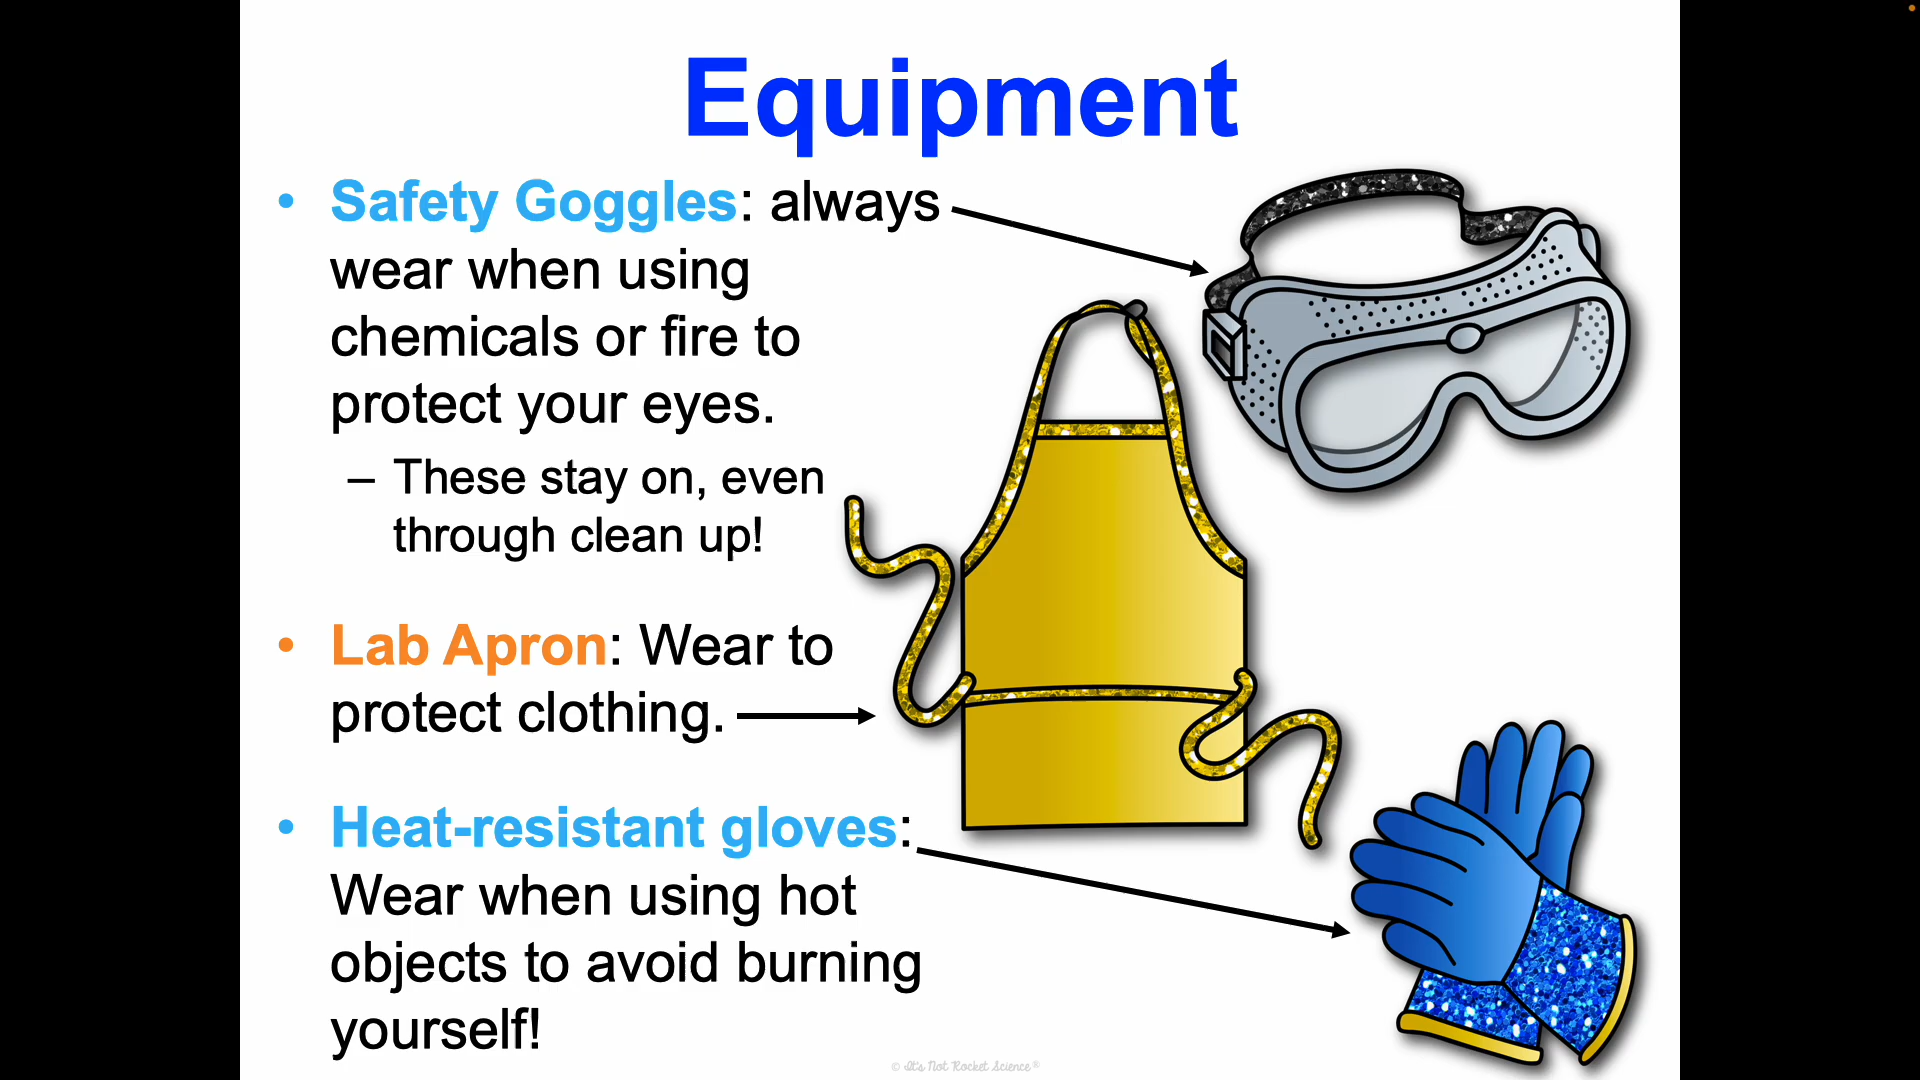 Equipment
• Safety Goggles: always
wear when using
chemicals or fire to
protect your eyes.
– These stay on, even
through clean up!
• Lab Apron: Wear to
protect clothing.
• Heat-resistant gloves:
Wear when using hot
objects to avoid burning
yourself!
© It's Not Rocket Science®